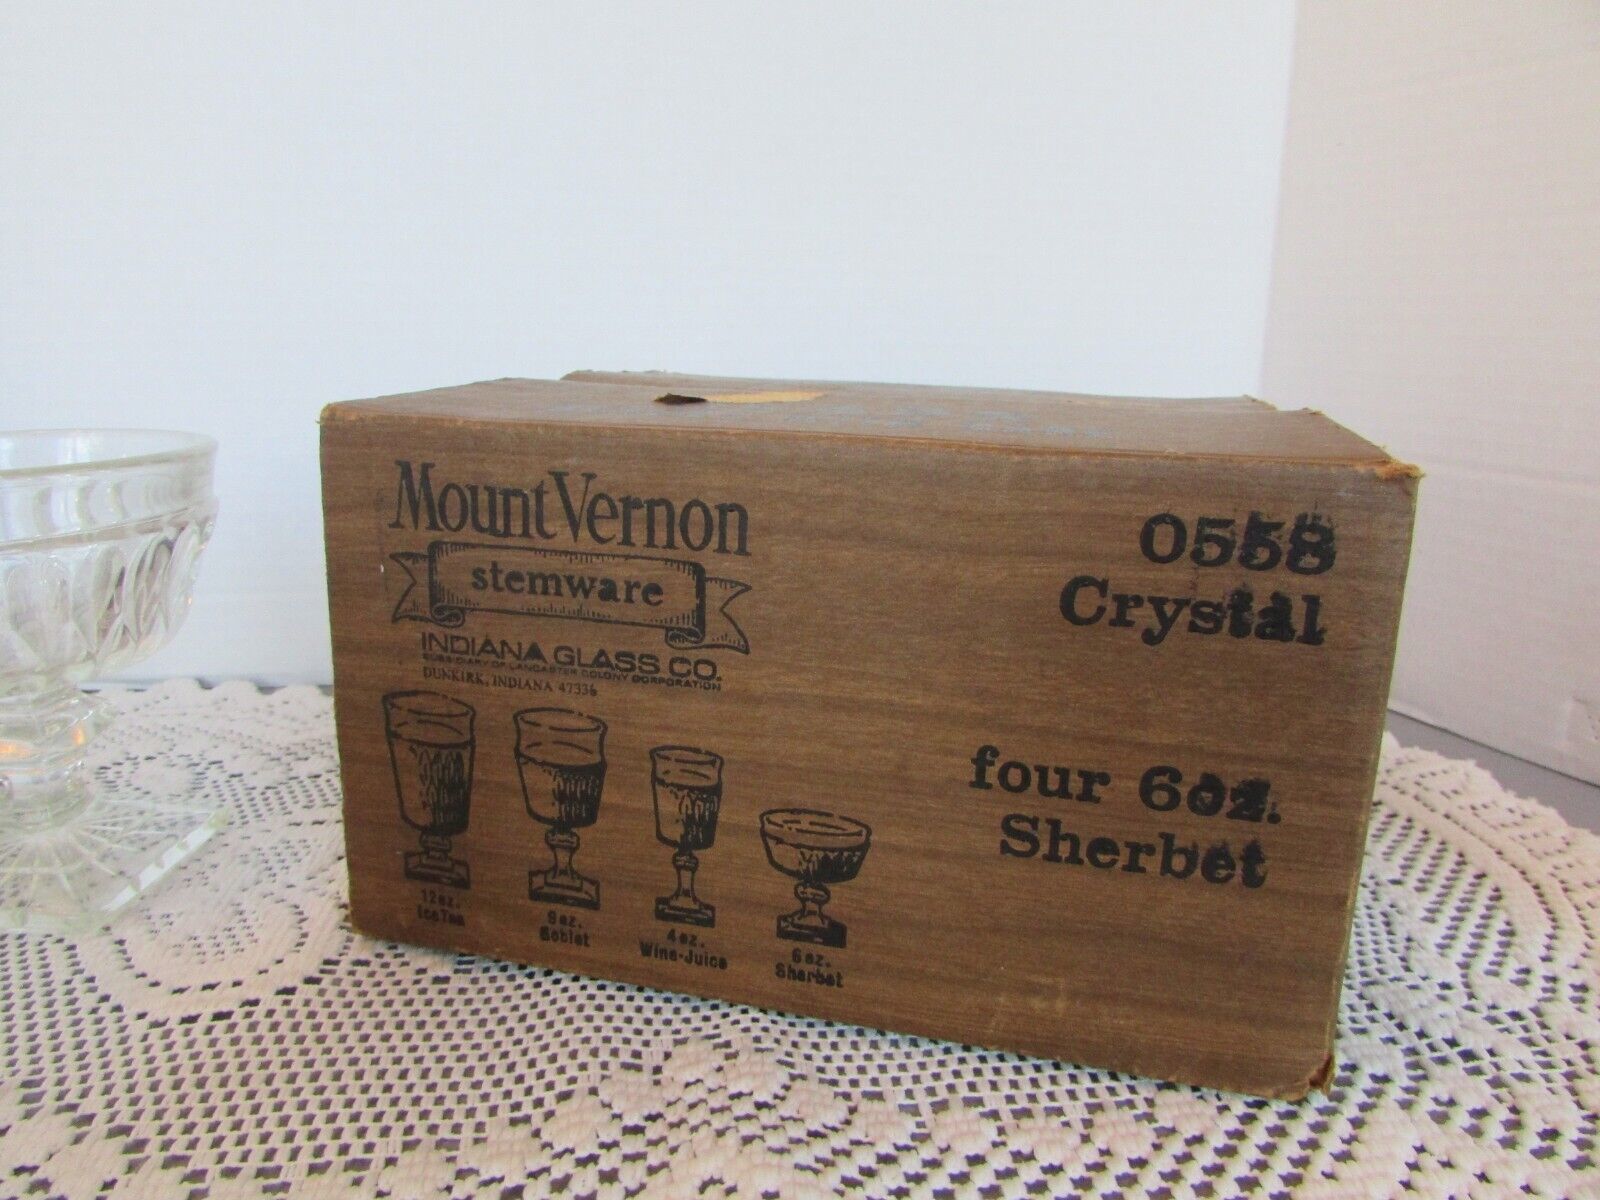 Mount Vernon
stemware
INDIANA GLASS CO.
SUBSIDIARY OF LANCASTER COLONY CORPORATION
DUNKIRK, INDIANA 47336
12oz.
Ice Tea
9oz.
Goblet
4oz.
Wine-Juice
6oz.
Sherbet
0558
Crystal
four 6oz.
Sherbet